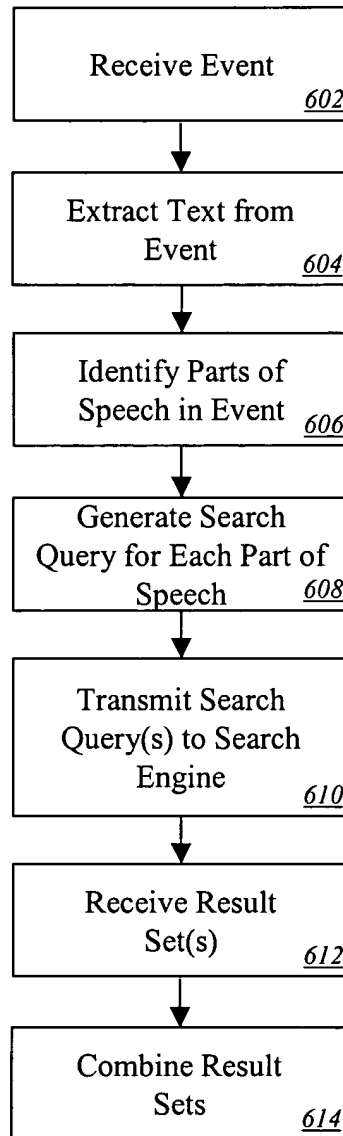 Receive Event
602
Extract Text from
Event
604
Identify Parts of
Speech in Event
606
Generate Search
Query for Each Part of
Speech
608
Transmit Search
Query(s) to Search
Engine
610
Receive Result
Set(s)
612
Combine Result
Sets
614